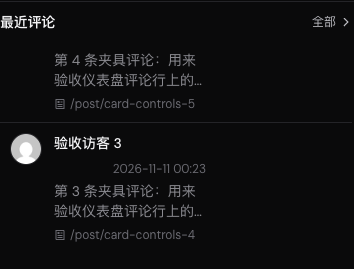 最近评论
全部
第 4 条夹具评论：用来
验收仪表盘评论行上的...
/post/card-controls-5
验收访客 3
2026-11-11 00:23
第 3 条夹具评论：用来
验收仪表盘评论行上的...
/post/card-controls-4